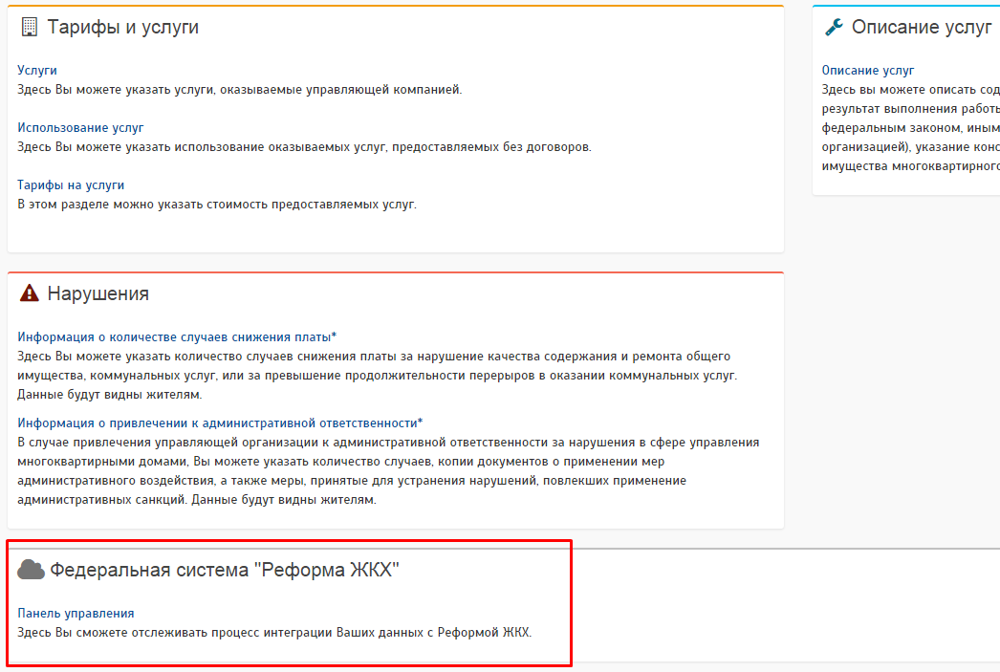 Тарифы и услуги
Услуги
Здесь Вы можете указать услуги, оказываемые управляющей компанией.
Использование услуг
Здесь Вы можете указать использование оказываемых услуг, предоставляемых без договоров.
Тарифы на услуги
В этом разделе можно указать стоимость предоставляемых услуг.
Описание услуг
Описание услуг
Здесь вы можете описать сод
результат выполнения работь
федеральным законом, иным
организацией), указание конс
имущества многоквартирного
Нарушения
Информация о количестве случаев снижения платы*
Здесь Вы можете указать количество случаев снижения платы за нарушение качества содержания и ремонта общего
имущества, коммунальных услуг, или за превышение продолжительности перерыров в оказании коммунальных услуг.
Данные будут видны жителям.
Информация о привлечении к административной ответственности*
В случае привлечения управляющей организации к административной ответственности за нарушения в сфере управления
многоквартирными домами, Вы можете указать количество случаев, копии документов о применении мер
административного воздействия, а также меры, принятые для устранения нарушений, повлекших применение
административных санкций. Данные будут видны жителям.
Федеральная система "Реформа ЖКХ"
Панель управления
Здесь Вы сможете отслеживать процесс интеграции Ваших данных с Реформой ЖКХ.